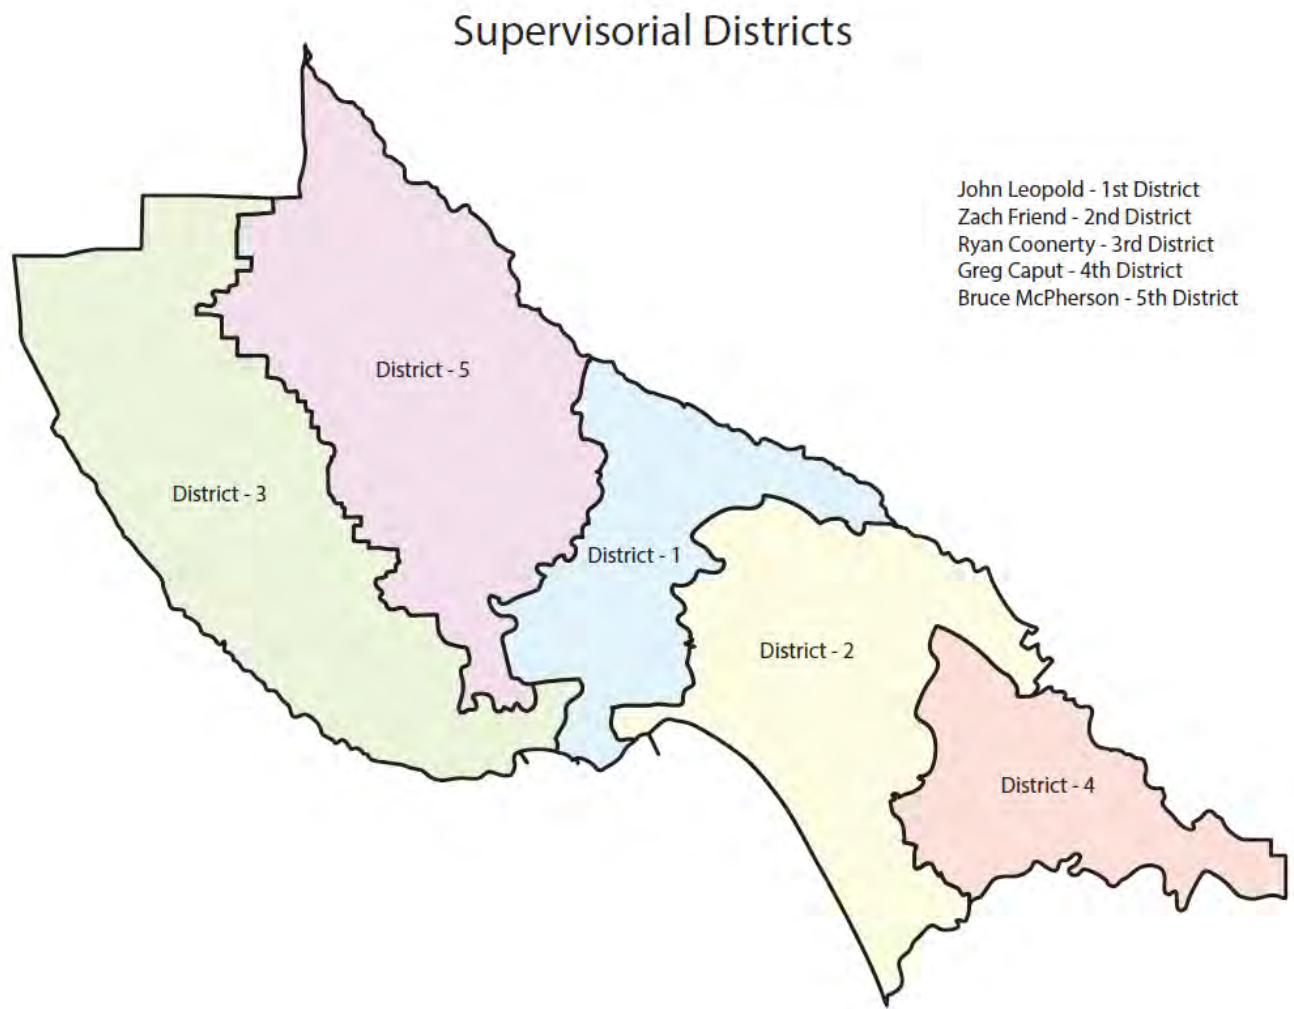 Supervisorial Districts
John Leopold - 1st District
Zach Friend - 2nd District
Ryan Coonerty - 3rd District
Greg Caput - 4th District
Bruce McPherson - 5th District
District - 5
District - 3
District - 1
District - 2
District - 4